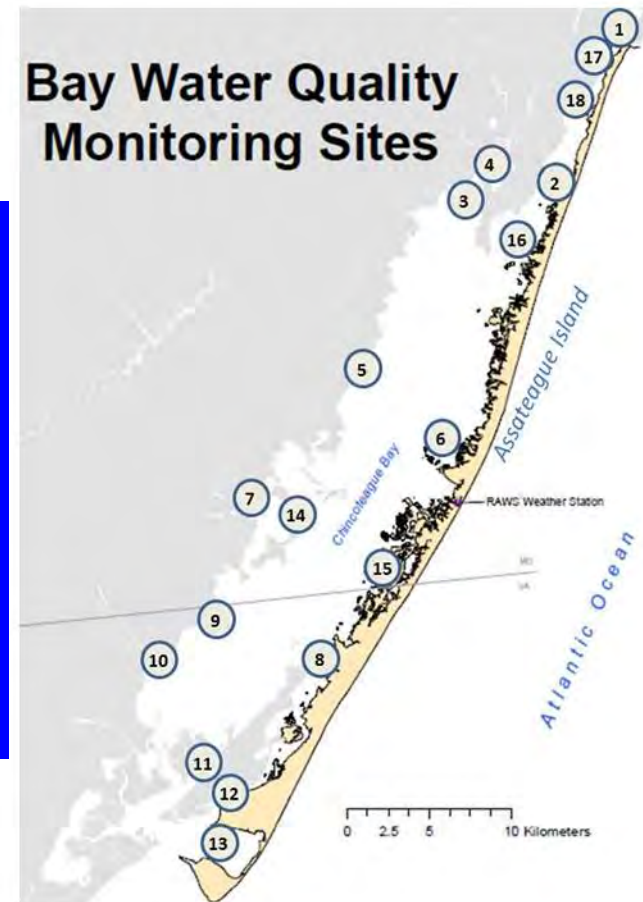 Bay Water Quality
Monitoring Sites
1
17
18
4
2
3
16
5
Assateague Island
6
Chincoteague Bay
7
14
RAWS Weather Station
15
MD
VA
9
10
8
Atlantic Ocean
11
12
13
0 2.5 5 10 Kilometers